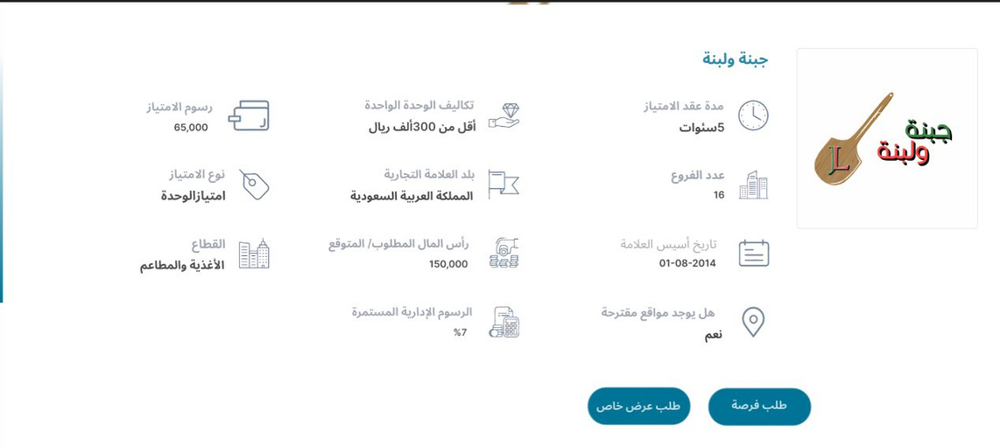 جبنة ولبنة
جبنة
ولبنة
JL
مدة عقد الامتياز
5سنوات
تكاليف الوحدة الواحدة
أقل من 300ألف ريال
رسوم الامتياز
65,000
عدد الفروع
16
بلد العلامة التجارية
المملكة العربية السعودية
نوع الامتياز
امتيازالوحدة
تاريخ أسيس العلامة
01-08-2014
رأس المال المطلوب/ المتوقع
150,000
القطاع
الأغذية والمطاعم
هل يوجد مواقع مقترحة
نعم
الرسوم الإدارية المستمرة
%7
طلب فرصة
طلب عرض خاص